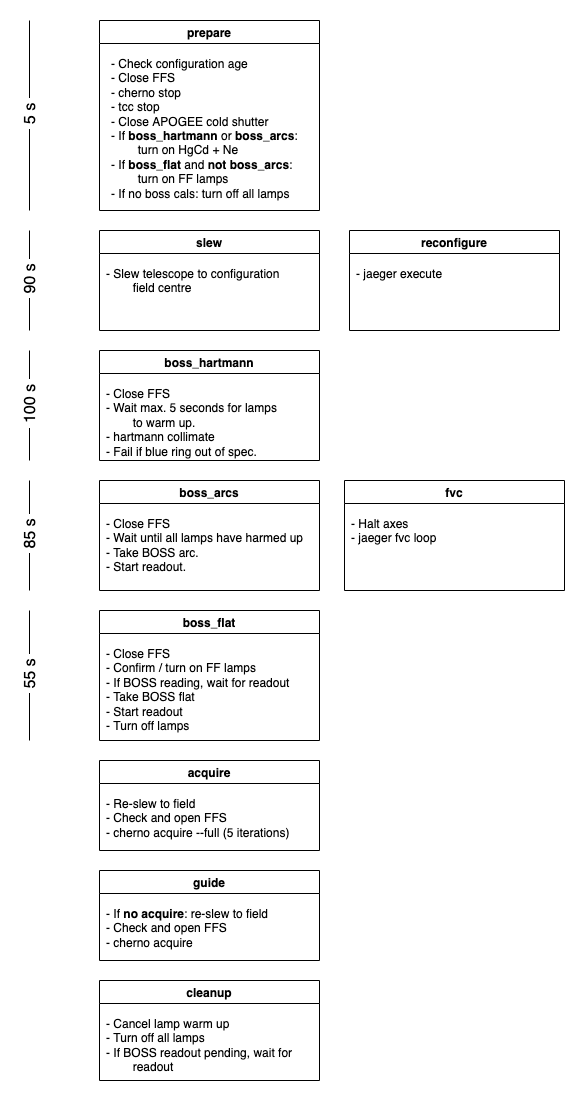 prepare
5 s
- Check configuration age
- Close FFS
- cherno stop
- tcc stop
- Close APOGEE cold shutter
- If boss_hartmann or boss_arcs:
turn on HgCd + Ne
- If boss_flat and not boss_arcs:
turn on FF lamps
- If no boss cals: turn off all lamps
90 s
slew
- Slew telescope to configuration
field centre
reconfigure
- jaeger execute
100 s
boss_hartmann
- Close FFS
- Wait max. 5 seconds for lamps
to warm up.
- hartmann collimate
- Fail if blue ring out of spec.
85 s
boss_arcs
- Close FFS
- Wait until all lamps have harmed up
- Take BOSS arc.
- Start readout.
fvc
- Halt axes
- jaeger fvc loop
55 s
boss_flat
- Close FFS
- Confirm / turn on FF lamps
- If BOSS reading, wait for readout
- Take BOSS flat
- Start readout
- Turn off lamps
acquire
- Re-slew to field
- Check and open FFS
- cherno acquire --full (5 iterations)
guide
- If no acquire: re-slew to field
- Check and open FFS
- cherno acquire
cleanup
- Cancel lamp warm up
- Turn off all lamps
- If BOSS readout pending, wait for
readout